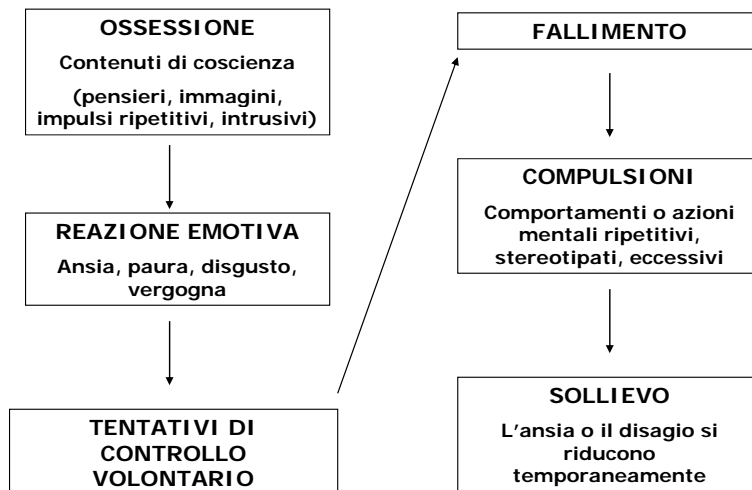 OSSESSIONE
Contenuti di coscienza
(pensieri, immagini,
impulsi ripetitivi, intrusivi)
REAZIONE EMOTIVA
Ansia, paura, disgusto,
vergogna
TENTATIVI DI
CONTROLLO
VOLONTARIO
FALLIMENTO
COMPULSIONI
Comportamenti o azioni
mentali ripetitivi,
stereotipati, eccessivi
SOLLIEVO
L’ansia o il disagio si
riducono
temporaneamente